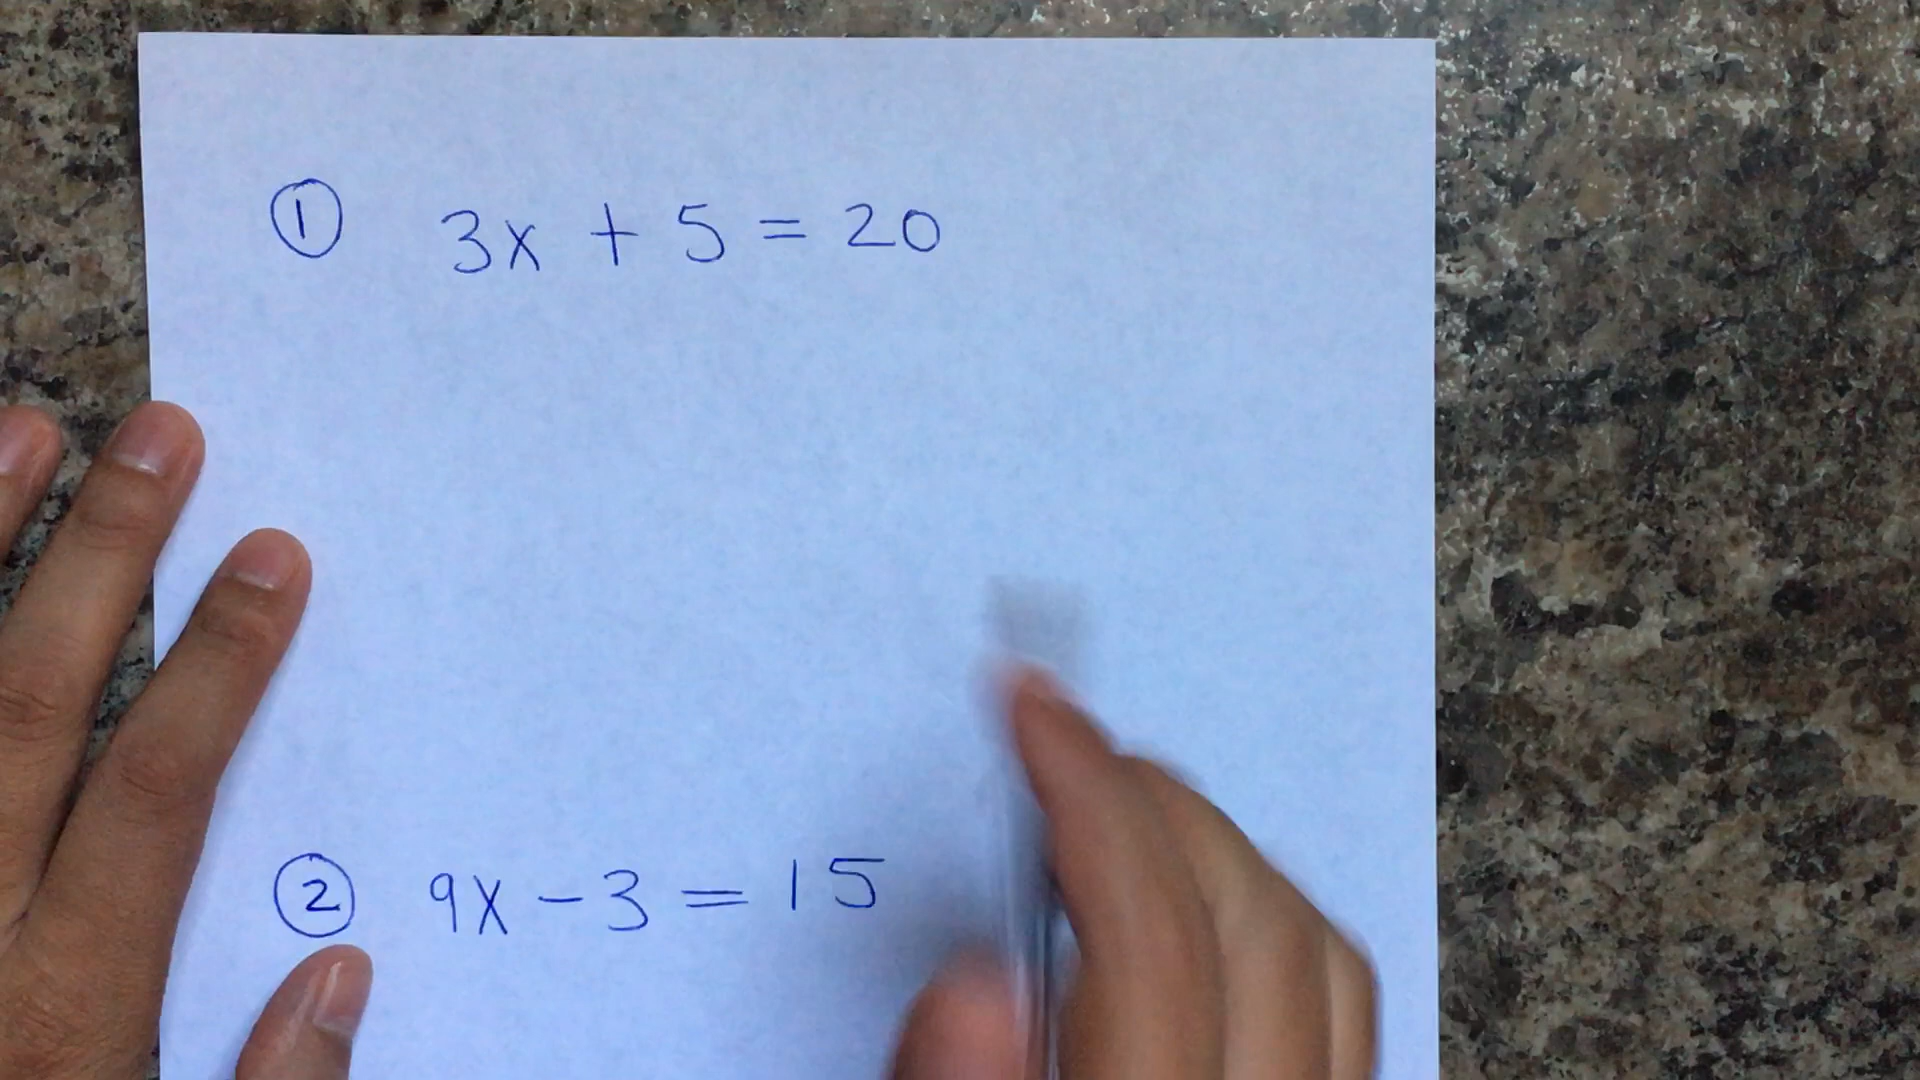 ① 3x + 5 = 20
② 9x - 3 = 15